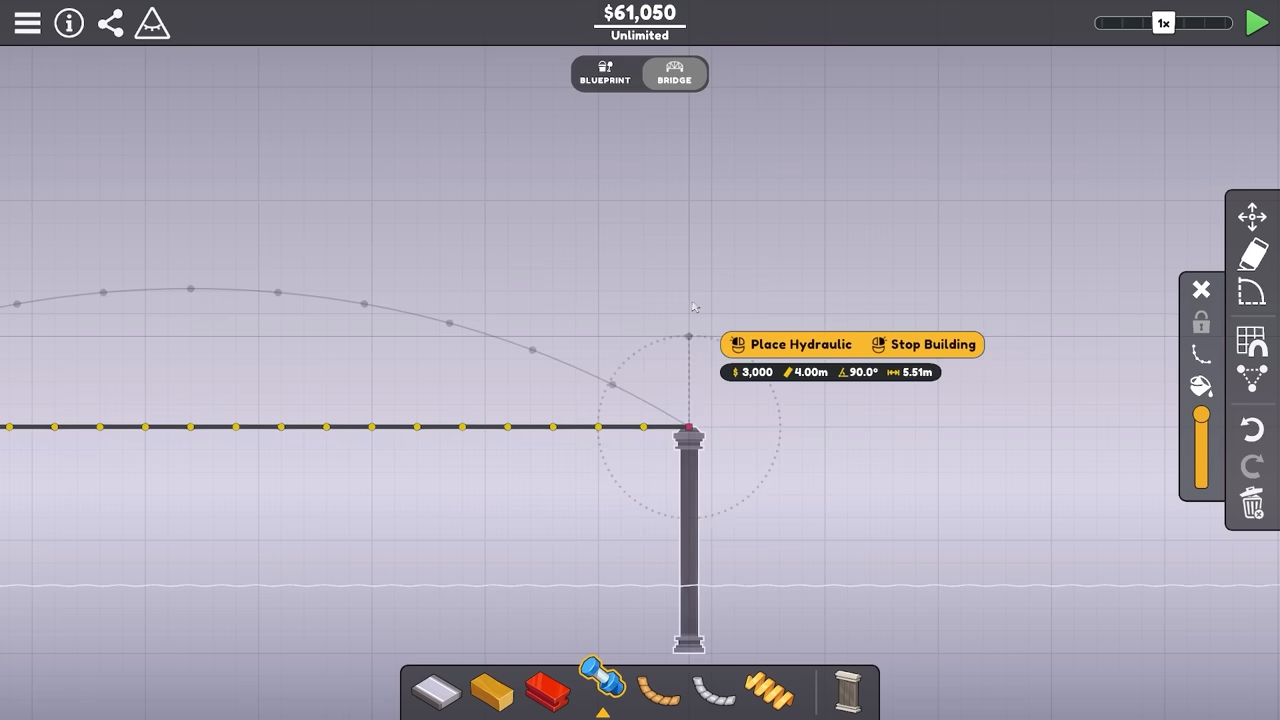 $61,050
Unlimited
1x
BLUEPRINT
BRIDGE
Place Hydraulic Stop Building
$ 3,000 4.00m 90.0° 5.51m